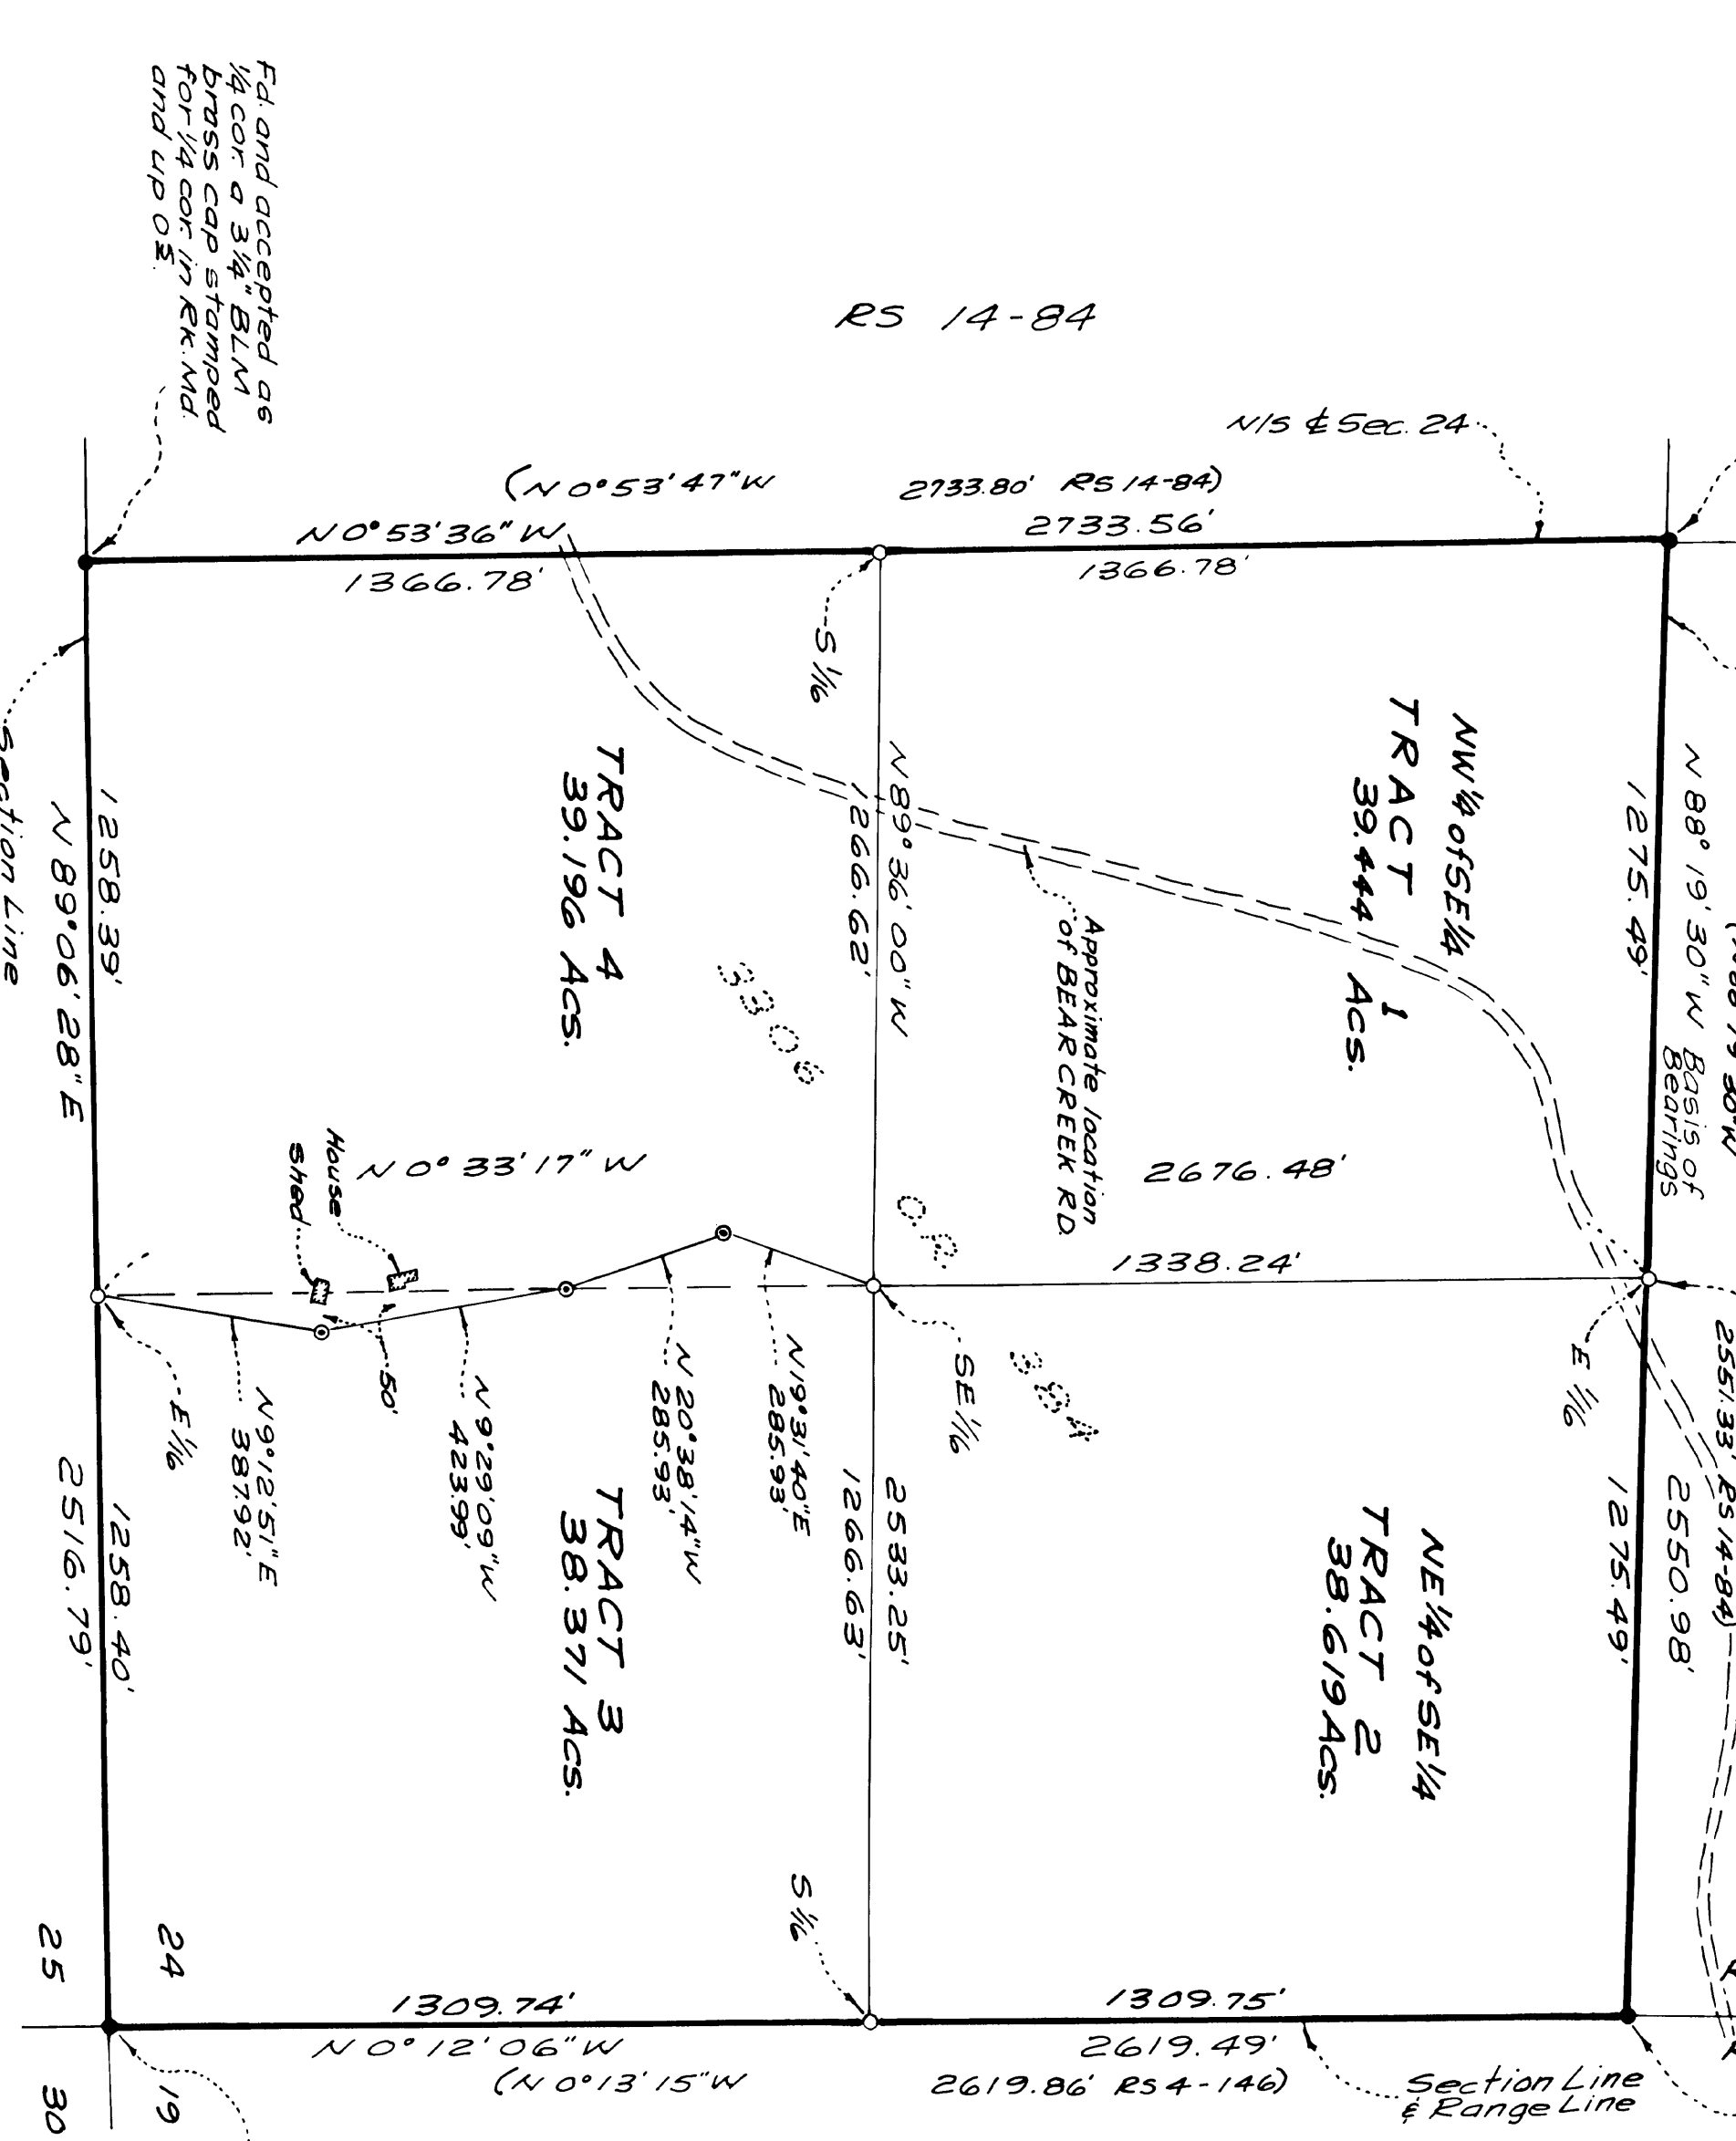 Fd. and accepted as
1/4 cor. a 3 1/4" BLM
brass cap stamped
for 1/4 cor. in Rk. Md.
and up 0.8.
RS 14-84
N/S ℄ Sec. 24
(N 0° 53' 47" W 2733.80' RS 14-84)
N 0° 53' 36" W 2733.56'
1366.78'
1366.78'
S 1/16
N 88° 19' 30" W Basis of
Bearings
1275.49'
NW 1/4 of SE 1/4
TRACT 1
39.444 Acs.
Approximate location
of BEAR CREEK RD.
N 89° 36' 00" W
1266.62'
TRACT 4
39.196 Acs.
3306
O.R.
1258.39'
N 89° 06' 28" E
Section Line
N 0° 33' 17" W 2676.48'
1338.24'
House
Shed
50'
E 1/16
SE 1/16
E 1/16
N 19° 31' 40" E
285.93'
N 20° 38' 14" W
285.93'
N 9° 29' 09" W
423.99'
N 9° 12' 51" E
387.92'
2551.33' RS 14-84)
2550.98'
1275.49'
NE 1/4 of SE 1/4
TRACT 2
38.619 Acs.
2533.25'
1266.63'
TRACT 3
38.371 Acs.
1258.40'
2516.79'
S 1/16
1309.74'
1309.75'
N 0° 12' 06" W 2619.49'
(N 0° 13' 15" W 2619.86' RS 4-146)
Section Line
& Range Line
24
25
19
30